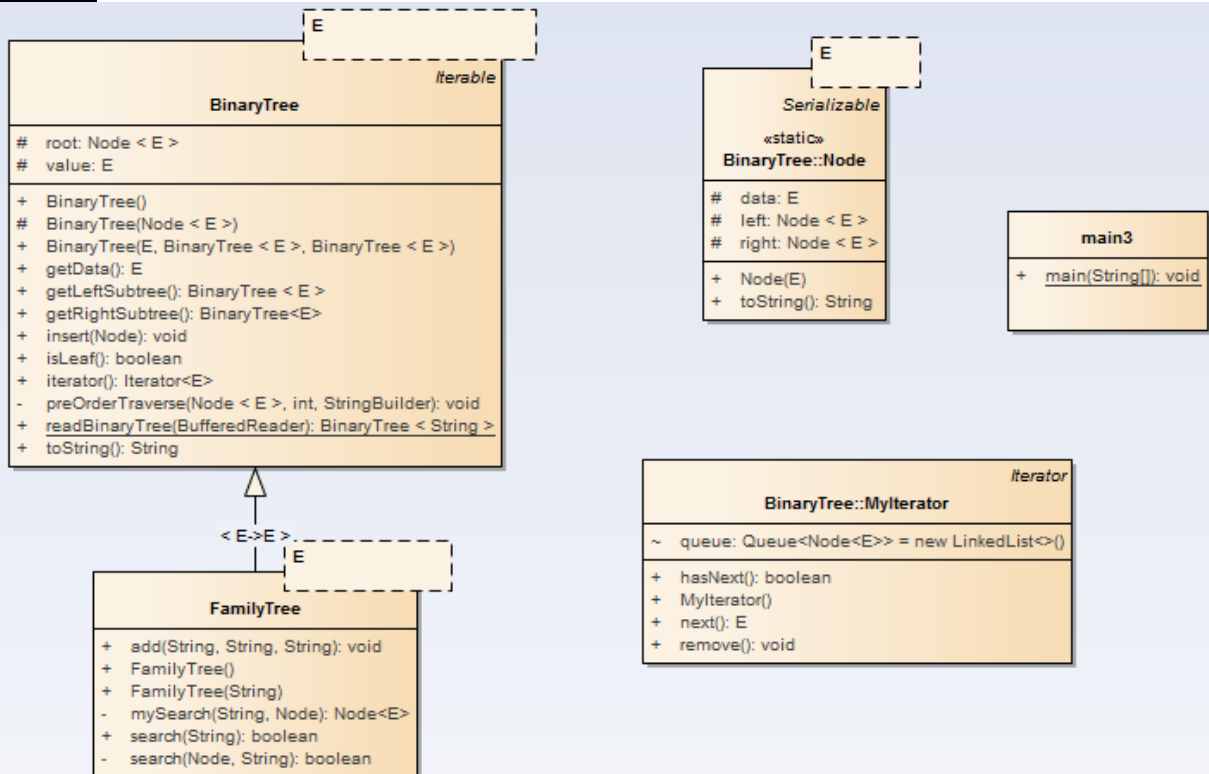 E
Iterable
BinaryTree
# root: Node < E >
# value: E
+ BinaryTree()
# BinaryTree(Node < E >)
+ BinaryTree(E, BinaryTree < E >, BinaryTree < E >)
+ getData(): E
+ getLeftSubtree(): BinaryTree < E >
+ getRightSubtree(): BinaryTree<E>
+ insert(Node): void
+ isLeaf(): boolean
+ iterator(): Iterator<E>
- preOrderTraverse(Node < E >, int, StringBuilder): void
+ readBinaryTree(BufferedReader): BinaryTree < String >
+ toString(): String
< E->E >
E
FamilyTree
+ add(String, String, String): void
+ FamilyTree()
+ FamilyTree(String)
- mySearch(String, Node): Node<E>
+ search(String): boolean
- search(Node, String): boolean
E
Serializable
«static»
BinaryTree::Node
# data: E
# left: Node < E >
# right: Node < E >
+ Node(E)
+ toString(): String
main3
+ main(String[]): void
Iterator
BinaryTree::MyIterator
~ queue: Queue<Node<E>> = new LinkedList<>()
+ hasNext(): boolean
+ MyIterator()
+ next(): E
+ remove(): void